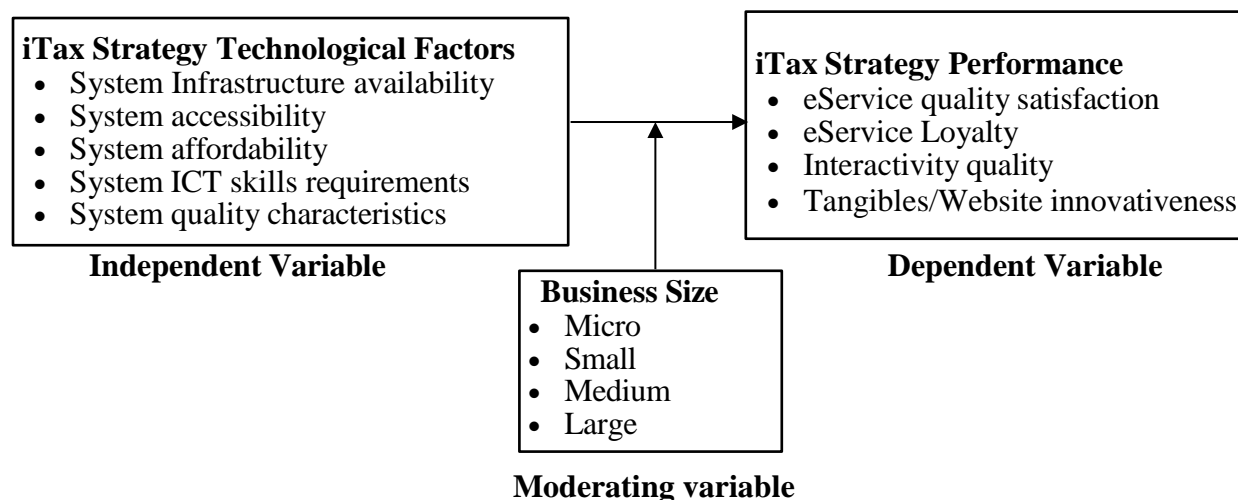 iTax Strategy Technological Factors
• System Infrastructure availability
• System accessibility
• System affordability
• System ICT skills requirements
• System quality characteristics
Independent Variable
iTax Strategy Performance
• eService quality satisfaction
• eService Loyalty
• Interactivity quality
• Tangibles/Website innovativeness
Dependent Variable
Business Size
• Micro
• Small
• Medium
• Large
Moderating variable